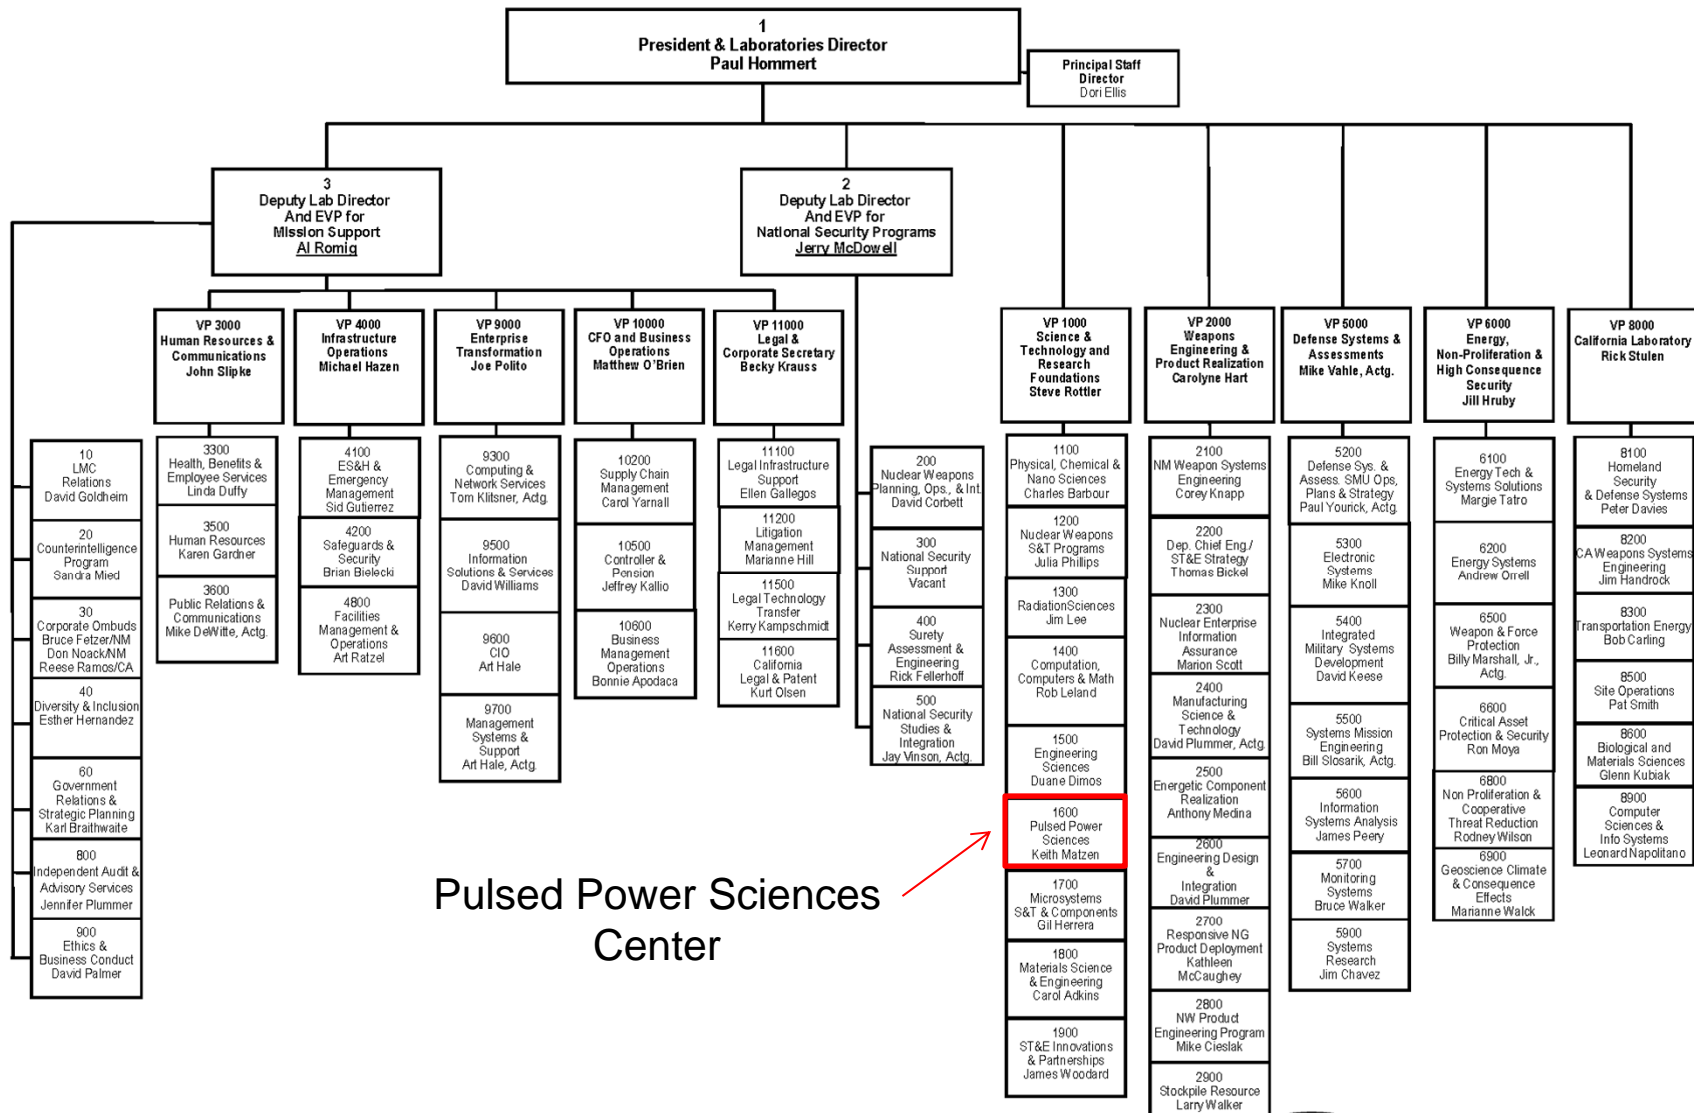 1
President & Laboratories Director
Paul Hommert
Principal Staff
Director
Dori Ellis
3
Deputy Lab Director
And EVP for
Mission Support
Al Romig
2
Deputy Lab Director
And EVP for
National Security Programs
Jerry McDowell
VP 3000
Human Resources &
Communications
John Slipke
VP 4000
Infrastructure
Operations
Michael Hazen
VP 9000
Enterprise
Transformation
Joe Polito
VP 10000
CFO and Business
Operations
Matthew O'Brien
VP 11000
Legal &
Corporate Secretary
Becky Krauss
VP 1000
Science &
Technology and
Research
Foundations
Steve Rottler
VP 2000
Weapons
Engineering &
Product Realization
Carolyne Hart
VP 5000
Defense Systems &
Assessments
Mike Vahle, Actg.
VP 6000
Energy,
Non-Proliferation &
High Consequence
Security
Jill Hruby
VP 8000
California Laboratory
Rick Stulen
10
LMC
Relations
David Goldheim
20
Counterintelligence
Program
Sandra Mied
30
Corporate Ombuds
Bruce Fetzer/NM
Don Noack/NM
Reese Ramos/CA
40
Diversity & Inclusion
Esther Hernandez
60
Government
Relations &
Strategic Planning
Karl Braithwaite
800
Independent Audit &
Advisory Services
Jennifer Plummer
900
Ethics &
Business Conduct
David Palmer
3300
Health, Benefits &
Employee Services
Linda Duffy
3500
Human Resources
Karen Gardner
3600
Public Relations &
Communications
Mike DeWitte, Actg.
4100
ES&H &
Emergency
Management
Sid Gutierrez
4200
Safeguards &
Security
Brian Bielecki
4800
Facilities
Management &
Operations
Art Ratzel
9300
Computing &
Network Services
Tom Klitsner, Actg.
9500
Information
Solutions & Services
David Williams
9600
CIO
Art Hale
9700
Management
Systems &
Support
Art Hale, Actg.
10200
Supply Chain
Management
Carol Yarnall
10500
Controller &
Pension
Jeffrey Kallio
10600
Business
Management
Operations
Bonnie Apodaca
11100
Legal Infrastructure
Support
Ellen Gallegos
11200
Litigation
Management
Marianne Hill
11500
Legal Technology
Transfer
Kerry Kampschmidt
11600
California
Legal & Patent
Kurt Olsen
200
Nuclear Weapons
Planning, Ops., & Int.
David Corbett
300
National Security
Support
Vacant
400
Surety
Assessment &
Engineering
Rick Fellerhoff
500
National Security
Studies &
Integration
Jay Vinson, Actg.
1100
Physical, Chemical &
Nano Sciences
Charles Barbour
1200
Nuclear Weapons
S&T Programs
Julia Phillips
1300
RadiationSciences
Jim Lee
1400
Computation,
Computers & Math
Rob Leland
1500
Engineering
Sciences
Duane Dimos
1600
Pulsed Power
Sciences
Keith Matzen
1700
Microsystems
S&T & Components
Gil Herrera
1800
Materials Science
& Engineering
Carol Adkins
1900
ST&E Innovations
& Partnerships
James Woodard
2100
NM Weapon Systems
Engineering
Corey Knapp
2200
Dep. Chief Eng./
ST&E Strategy
Thomas Bickel
2300
Nuclear Enterprise
Information
Assurance
Marion Scott
2400
Manufacturing
Science &
Technology
David Plummer, Actg.
2500
Energetic Component
Realization
Anthony Medina
2600
Engineering Design
&
Integration
David Plummer
2700
Responsive NG
Product Deployment
Kathleen
McCaughey
2800
NW Product
Engineering Program
Mike Cieslak
2900
Stockpile Resource
Larry Walker
5200
Defense Sys. &
Assess. SMU Ops,
Plans & Strategy
Paul Yourick, Actg.
5300
Electronic
Systems
Mike Knoll
5400
Integrated
Military Systems
Development
David Keese
5500
Systems Mission
Engineering
Bill Slosarik, Actg.
5600
Information
Systems Analysis
James Peery
5700
Monitoring
Systems
Bruce Walker
5900
Systems
Research
Jim Chavez
6100
Energy Tech &
Systems Solutions
Margie Tatro
6200
Energy Systems
Andrew Orrell
6500
Weapon & Force
Protection
Billy Marshall, Jr.,
Actg.
6600
Critical Asset
Protection & Security
Ron Moya
6800
Non Proliferation &
Cooperative
Threat Reduction
Rodney Wilson
6900
Geoscience Climate
& Consequence
Effects
Marianne Walck
8100
Homeland
Security
& Defense Systems
Peter Davies
8200
CA Weapons Systems
Engineering
Jim Handrock
8300
Transportation Energy
Bob Carling
8500
Site Operations
Pat Smith
8600
Biological and
Materials Sciences
Glenn Kubiak
8900
Computer
Sciences &
Info Systems
Leonard Napolitano
Pulsed Power Sciences
Center